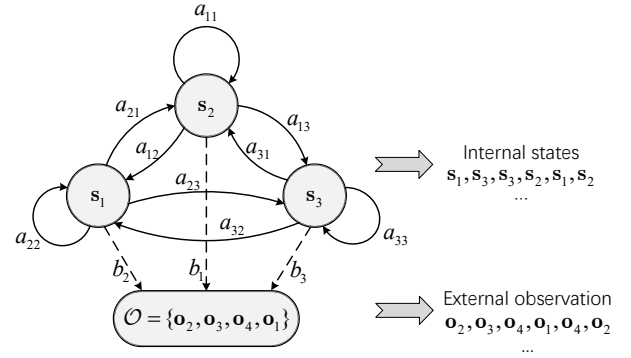 a₁₁
s₂
a₂₁
a₁₃
a₁₂
a₃₁
s₁
a₂₃
s₃
a₂₂
a₃₂
a₃₃
b₂
b₁
b₃
𝒪 = {o₂, o₃, o₄, o₁}
Internal states
s₁, s₃, s₃, s₂, s₁, s₂
...
External observation
o₂, o₃, o₄, o₁, o₄, o₂
...